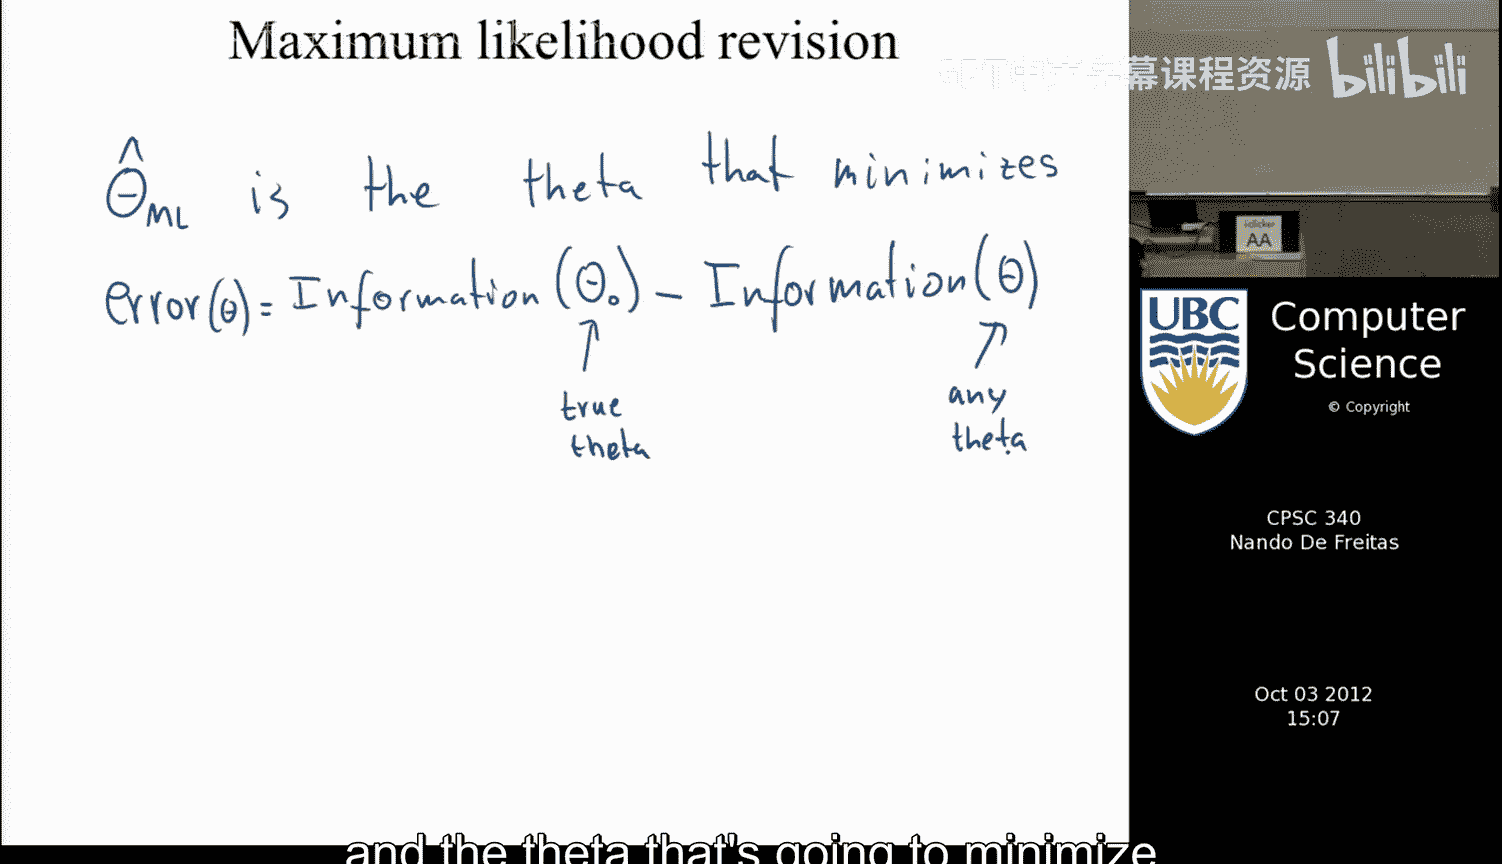 Maximum likelihood revision
幕课程资源 bilibili
θ̂ML is the theta that minimizes
error(θ) = Information(θ₀) − Information(θ)
↑ ↑
true any
theta theta
AA
UBC
Computer
Science
© Copyright
CPSC 340
Nando De Freitas
Oct 03 2012
15:07
and the theta that's going to minimize